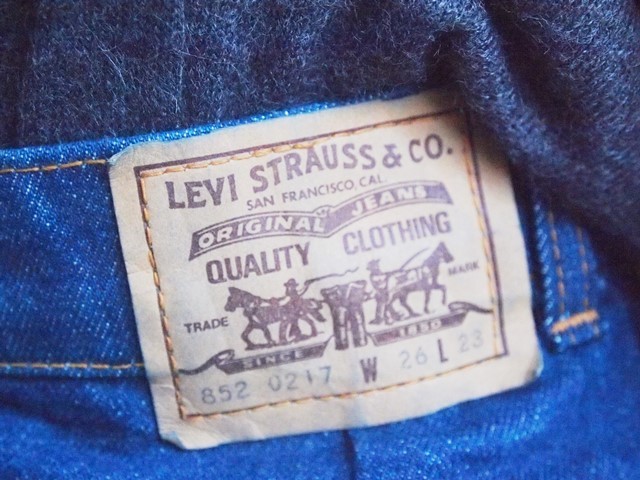 LEVI STRAUSS & CO.
SAN FRANCISCO, CAL.
ORIGINAL JEANS
QUALITY CLOTHING
TRADE MARK
SINCE 1850
852 0217 W 26 L 23